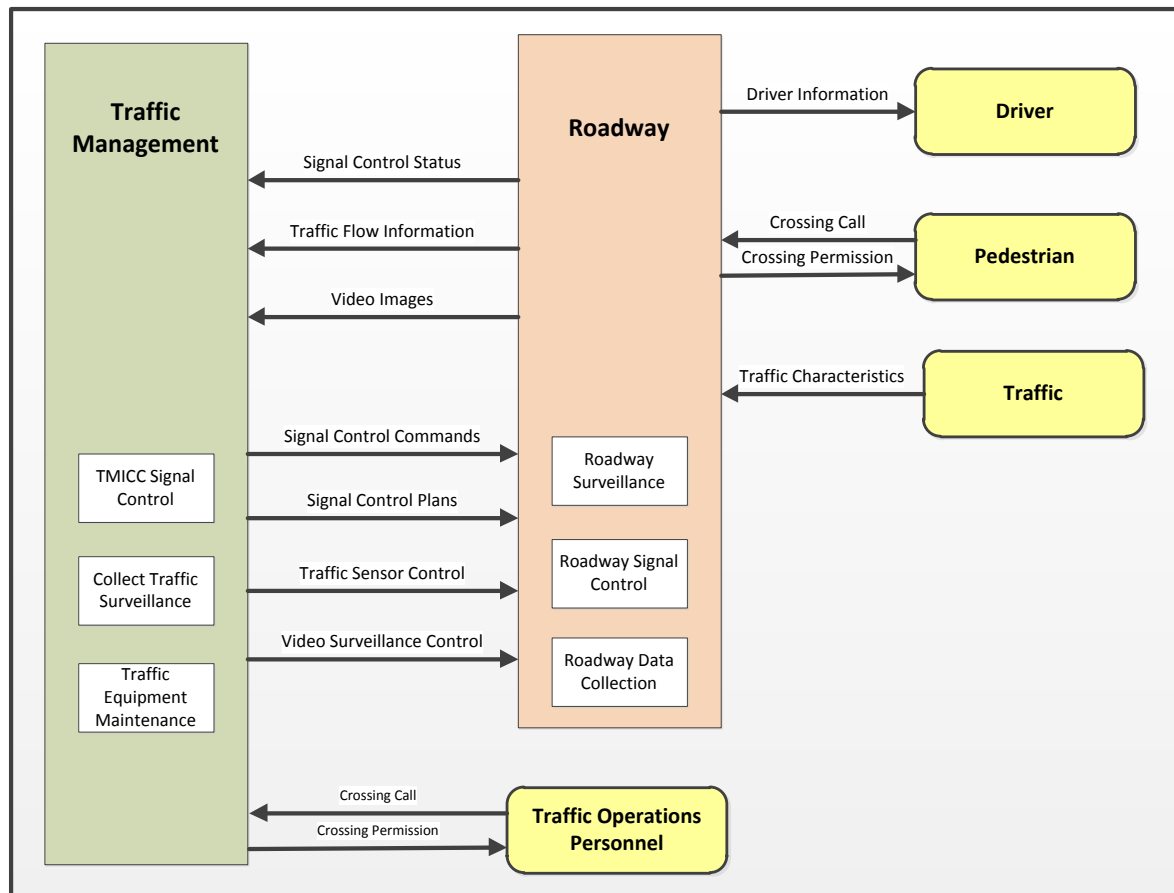 Traffic
Management
Roadway
Driver Information
Driver
Signal Control Status
Traffic Flow Information
Video Images
Crossing Call
Crossing Permission
Pedestrian
Traffic Characteristics
Traffic
Signal Control Commands
Signal Control Plans
Traffic Sensor Control
Video Surveillance Control
TMICC Signal
Control
Collect Traffic
Surveillance
Traffic
Equipment
Maintenance
Roadway
Surveillance
Roadway Signal
Control
Roadway Data
Collection
Crossing Call
Crossing Permission
Traffic Operations
Personnel